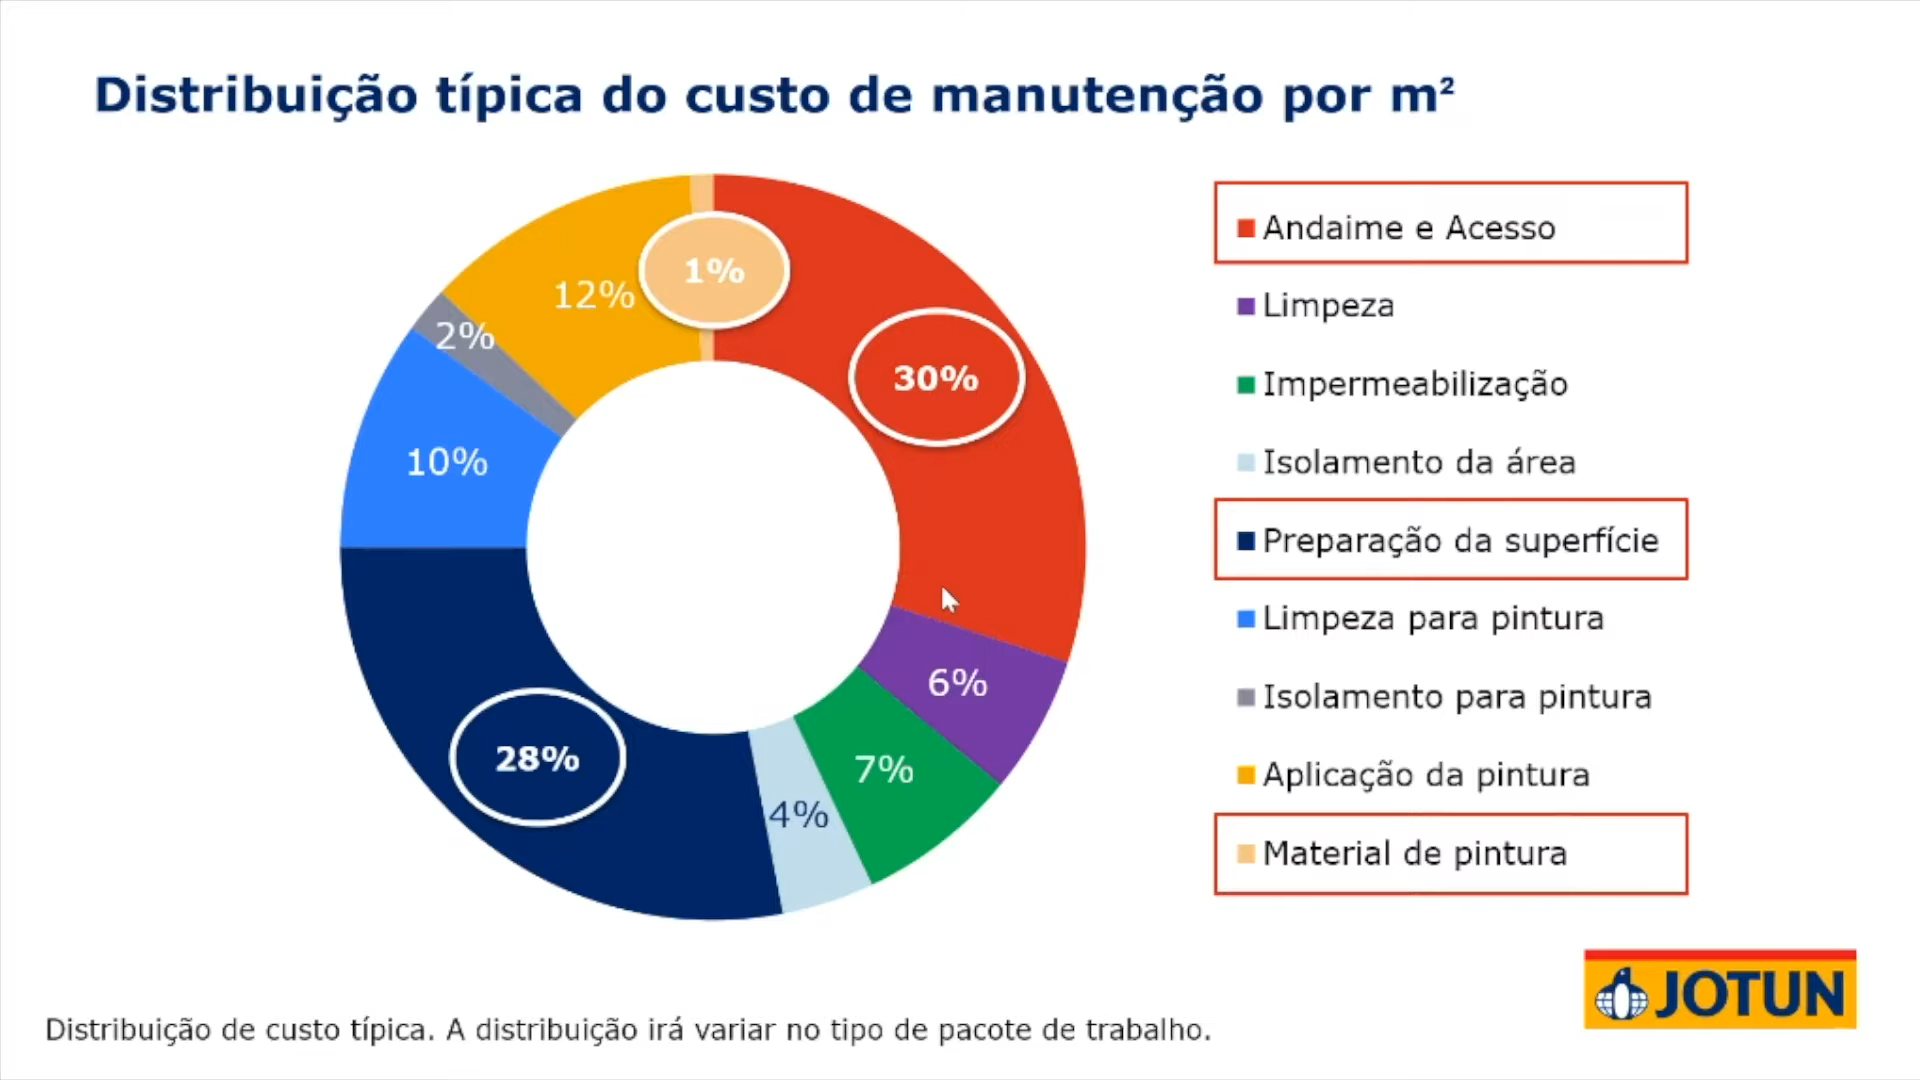 Distribuição típica do custo de manutenção por m²
1%
12%
30%
2%
10%
6%
7%
4%
28%
Andaime e Acesso
Limpeza
Impermeabilização
Isolamento da área
Preparação da superfície
Limpeza para pintura
Isolamento para pintura
Aplicação da pintura
Material de pintura
JOTUN
Distribuição de custo típica. A distribuição irá variar no tipo de pacote de trabalho.